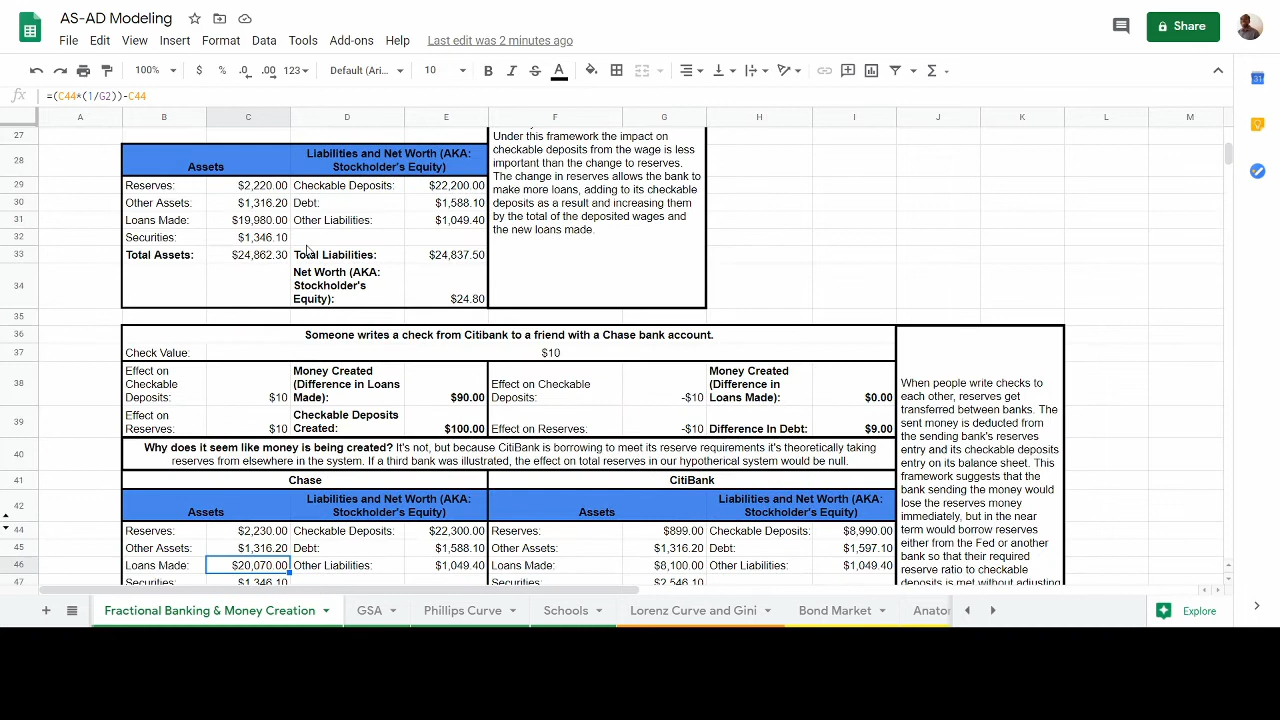 AS-AD Modeling
File Edit View Insert Format Data Tools Add-ons Help Last edit was 2 minutes ago
Share
100% $ % .0 .00 123 Default (Ari... 10 B I S A Σ
fx =(C44*(1/G2))-C44
A B C D E F G H I J K L M
27
28
29
30
31
32
33
34
35
36
37
38
39
40
41
42
44
45
46
47
Assets
Liabilities and Net Worth (AKA:
Stockholder's Equity)
Reserves: $2,220.00 Checkable Deposits: $22,200.00
Other Assets: $1,316.20 Debt: $1,588.10
Loans Made: $19,980.00 Other Liabilities: $1,049.40
Securities: $1,346.10
Total Assets: $24,862.30 Total Liabilities: $24,837.50
Net Worth (AKA:
Stockholder's
Equity): $24.80
Under this framework the impact on
checkable deposits from the wage is less
important than the change to reserves.
The change in reserves allows the bank to
make more loans, adding to its checkable
deposits as a result and increasing them
by the total of the deposited wages and
the new loans made.
Someone writes a check from Citibank to a friend with a Chase bank account.
Check Value: $10
Effect on
Checkable
Deposits: $10
Money Created
(Difference in Loans
Made): $90.00
Effect on Checkable
Deposits: -$10
Money Created
(Difference in
Loans Made): $0.00
Effect on
Reserves: $10
Checkable Deposits
Created: $100.00
Effect on Reserves: -$10 Difference In Debt: $9.00
Why does it seem like money is being created? It's not, but because CitiBank is borrowing to meet its reserve requirements it's theoretically taking
reserves from elsewhere in the system. If a third bank was illustrated, the effect on total reserves in our hypotherical system would be null.
Chase CitiBank
Assets
Liabilities and Net Worth (AKA:
Stockholder's Equity)
Assets
Liabilities and Net Worth (AKA:
Stockholder's Equity)
Reserves: $2,230.00 Checkable Deposits: $22,300.00 Reserves: $899.00 Checkable Deposits: $8,990.00
Other Assets: $1,316.20 Debt: $1,588.10 Other Assets: $1,316.20 Debt: $1,597.10
Loans Made: $20,070.00 Other Liabilities: $1,049.40 Loans Made: $8,100.00 Other Liabilities: $1,049.40
Securities: $1,346.10 Securities: $2,546.10
When people write checks to
each other, reserves get
transferred between banks. The
sent money is deducted from
the sending bank's reserves
entry and its checkable deposits
entry on its balance sheet. This
framework suggests that the
bank sending the money would
lose the reserves money
immediately, but in the near
term would borrow reserves
either from the Fed or another
bank so that their required
reserve ratio to checkable
deposits is met without adjusting
Fractional Banking & Money Creation GSA Phillips Curve Schools Lorenz Curve and Gini Bond Market Anator
Explore
31